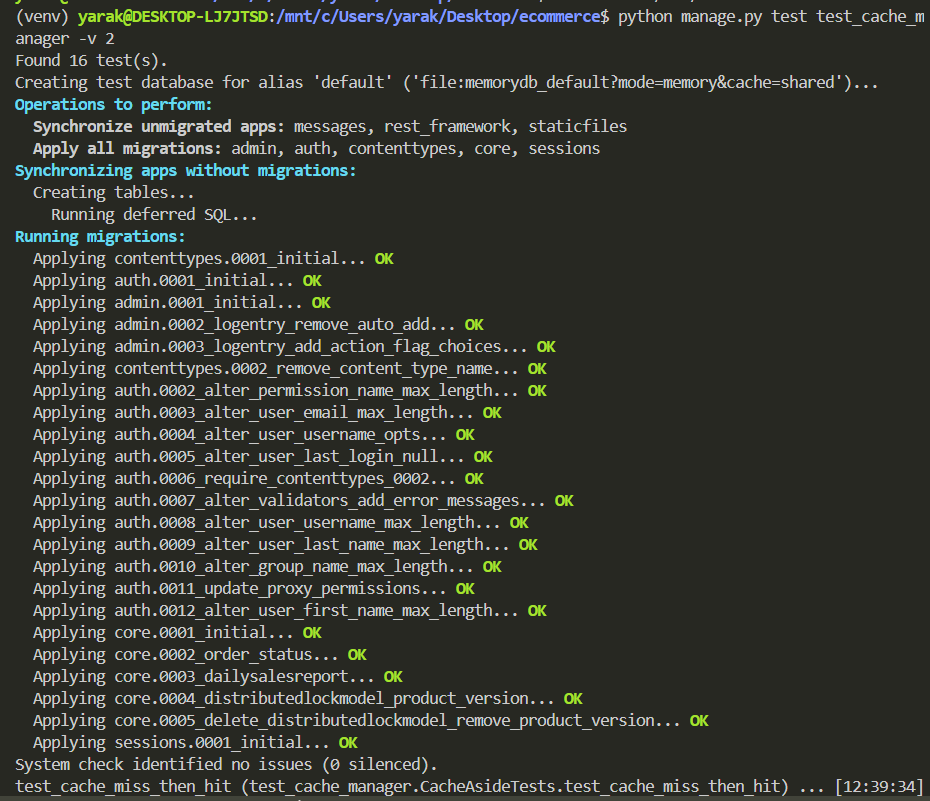 (venv) yarak@DESKTOP-LJ7JTSD:/mnt/c/Users/yarak/Desktop/ecommerce$ python manage.py test test_cache_m
anager -v 2
Found 16 test(s).
Creating test database for alias 'default' ('file:memorydb_default?mode=memory&cache=shared')...
Operations to perform:
  Synchronize unmigrated apps: messages, rest_framework, staticfiles
  Apply all migrations: admin, auth, contenttypes, core, sessions
Synchronizing apps without migrations:
  Creating tables...
    Running deferred SQL...
Running migrations:
  Applying contenttypes.0001_initial... OK
  Applying auth.0001_initial... OK
  Applying admin.0001_initial... OK
  Applying admin.0002_logentry_remove_auto_add... OK
  Applying admin.0003_logentry_add_action_flag_choices... OK
  Applying contenttypes.0002_remove_content_type_name... OK
  Applying auth.0002_alter_permission_name_max_length... OK
  Applying auth.0003_alter_user_email_max_length... OK
  Applying auth.0004_alter_user_username_opts... OK
  Applying auth.0005_alter_user_last_login_null... OK
  Applying auth.0006_require_contenttypes_0002... OK
  Applying auth.0007_alter_validators_add_error_messages... OK
  Applying auth.0008_alter_user_username_max_length... OK
  Applying auth.0009_alter_user_last_name_max_length... OK
  Applying auth.0010_alter_group_name_max_length... OK
  Applying auth.0011_update_proxy_permissions... OK
  Applying auth.0012_alter_user_first_name_max_length... OK
  Applying core.0001_initial... OK
  Applying core.0002_order_status... OK
  Applying core.0003_dailysalesreport... OK
  Applying core.0004_distributedlockmodel_product_version... OK
  Applying core.0005_delete_distributedlockmodel_remove_product_version... OK
  Applying sessions.0001_initial... OK
System check identified no issues (0 silenced).
test_cache_miss_then_hit (test_cache_manager.CacheAsideTests.test_cache_miss_then_hit) ... [12:39:34]